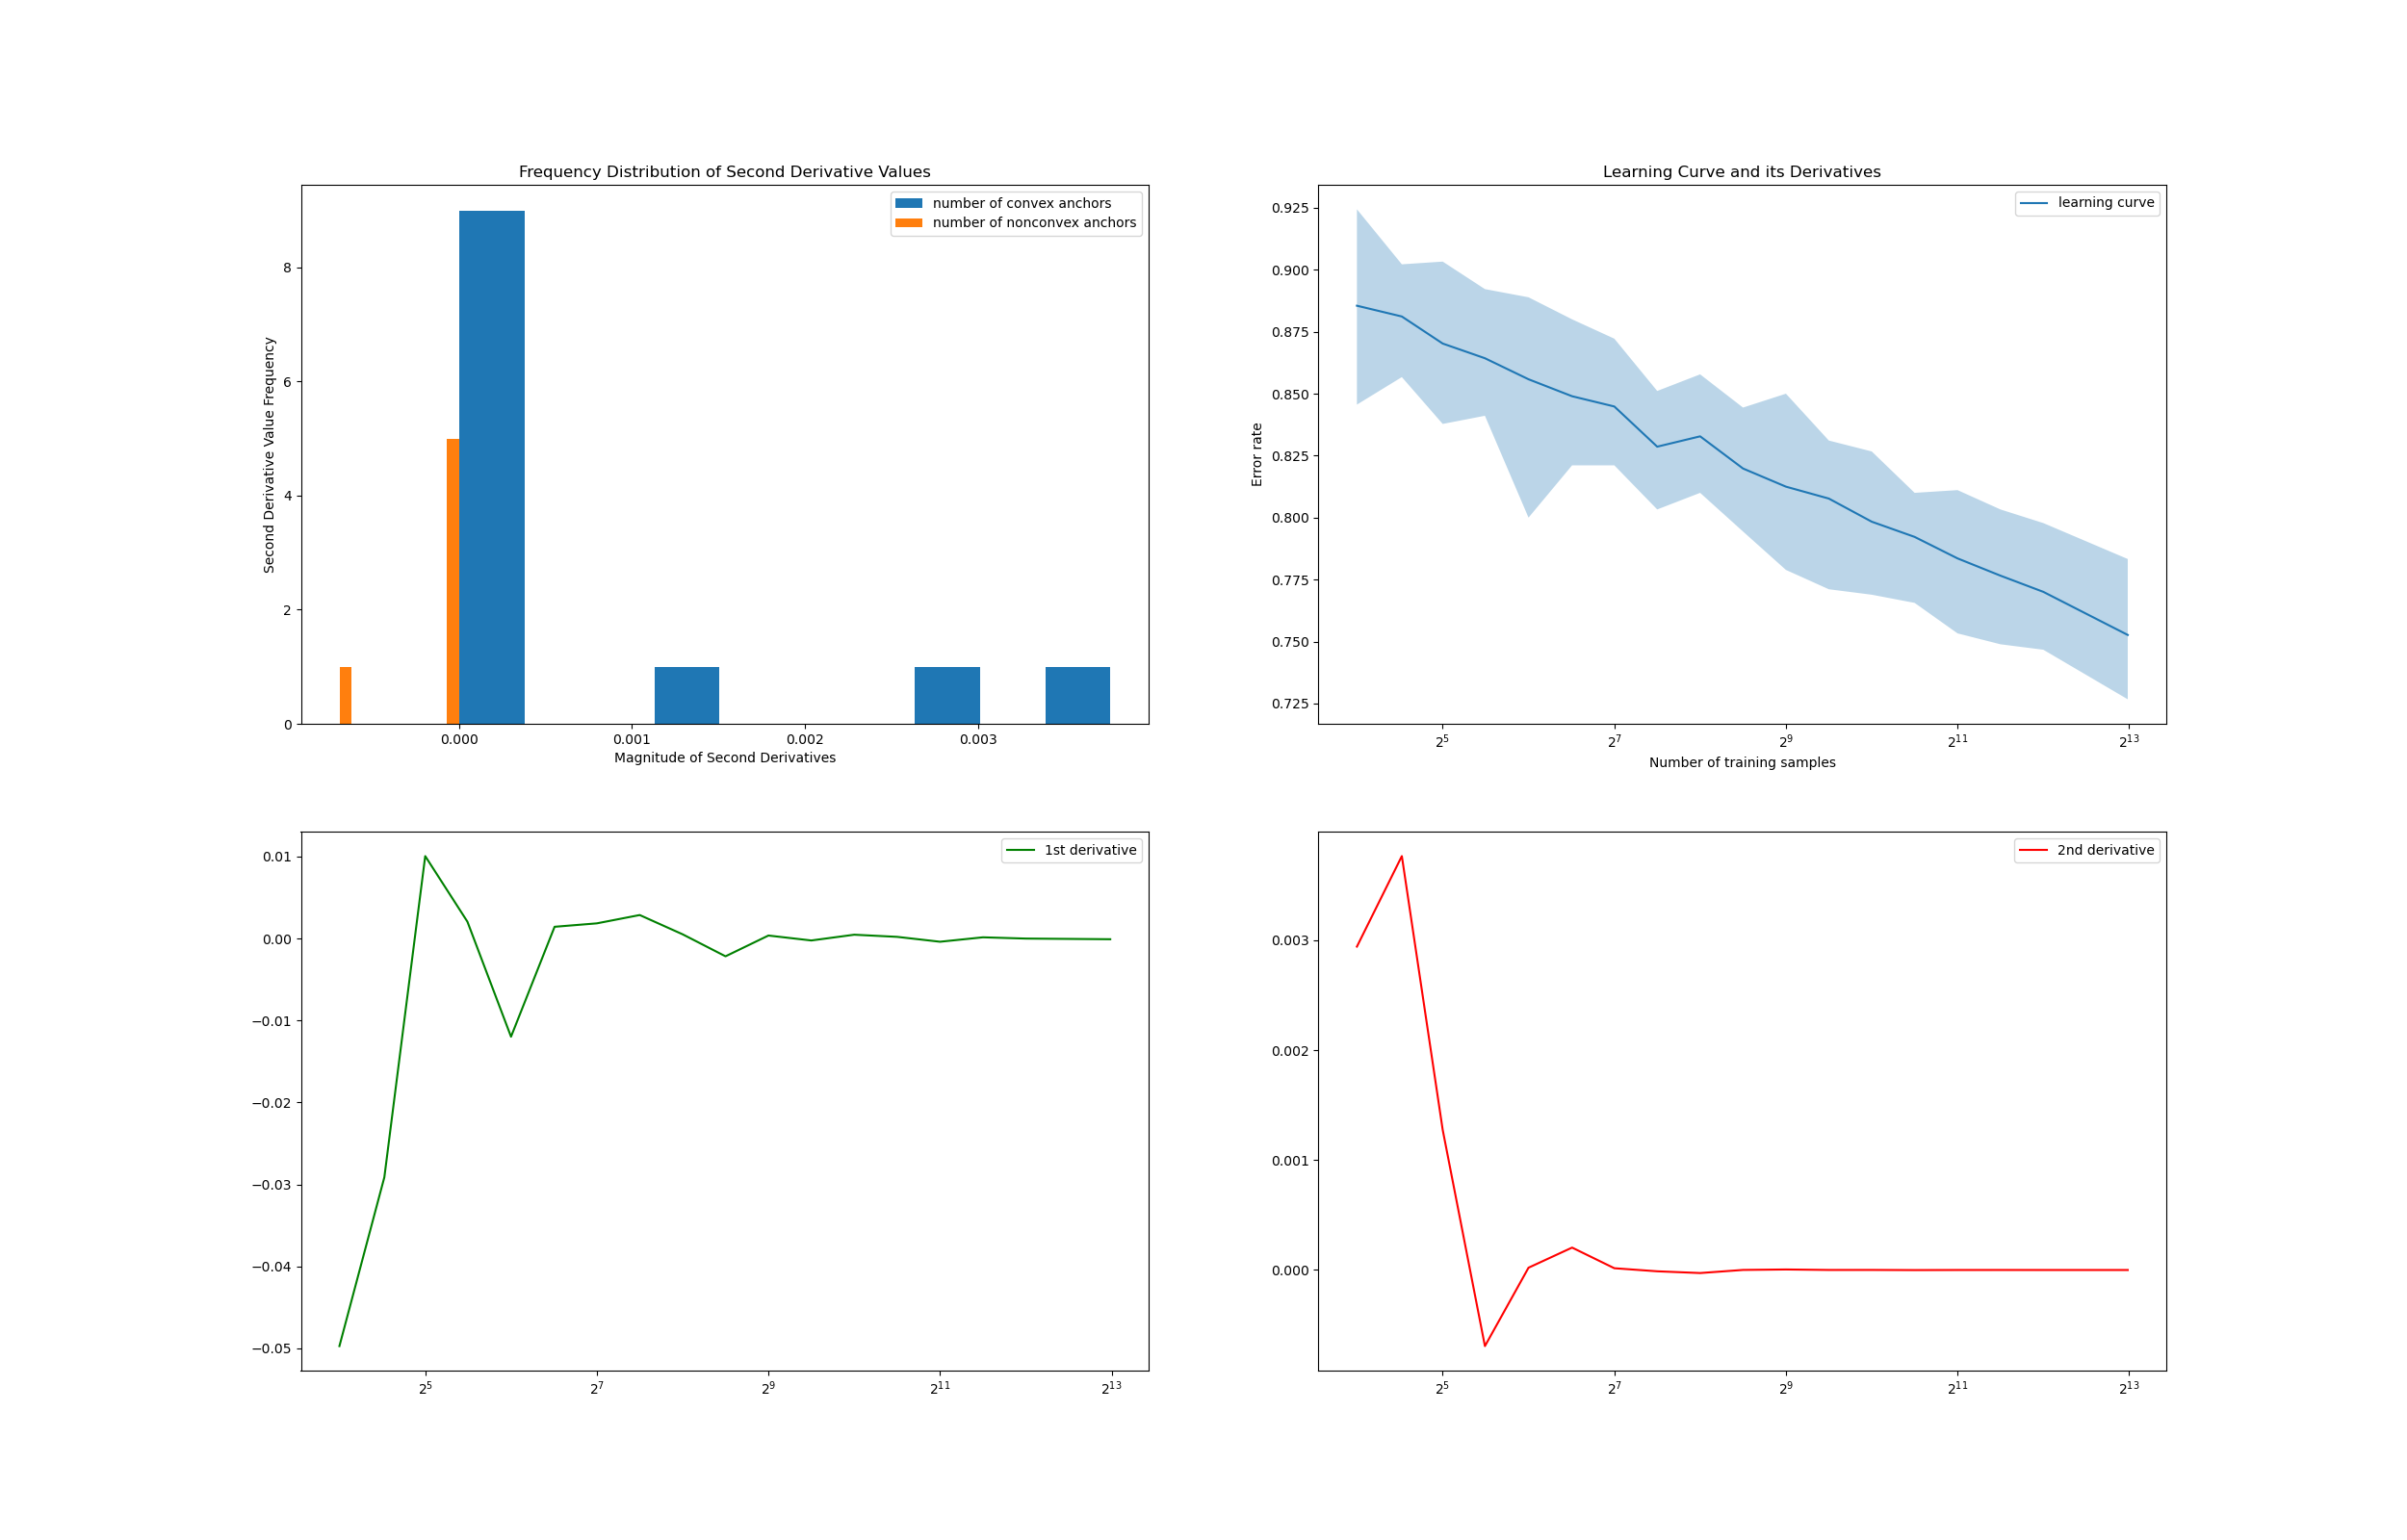 Frequency Distribution of Second Derivative Values
number of convex anchors
number of nonconvex anchors
8
6
4
2
0
Second Derivative Value Frequency
0.000 0.001 0.002 0.003
Magnitude of Second Derivatives
Learning Curve and its Derivatives
learning curve
0.925
0.900
0.875
0.850
0.825
0.800
0.775
0.750
0.725
Error rate
2^5 2^7 2^9 2^11 2^13
Number of training samples
1st derivative
0.01
0.00
−0.01
−0.02
−0.03
−0.04
−0.05
2^5 2^7 2^9 2^11 2^13
2nd derivative
0.003
0.002
0.001
0.000
2^5 2^7 2^9 2^11 2^13